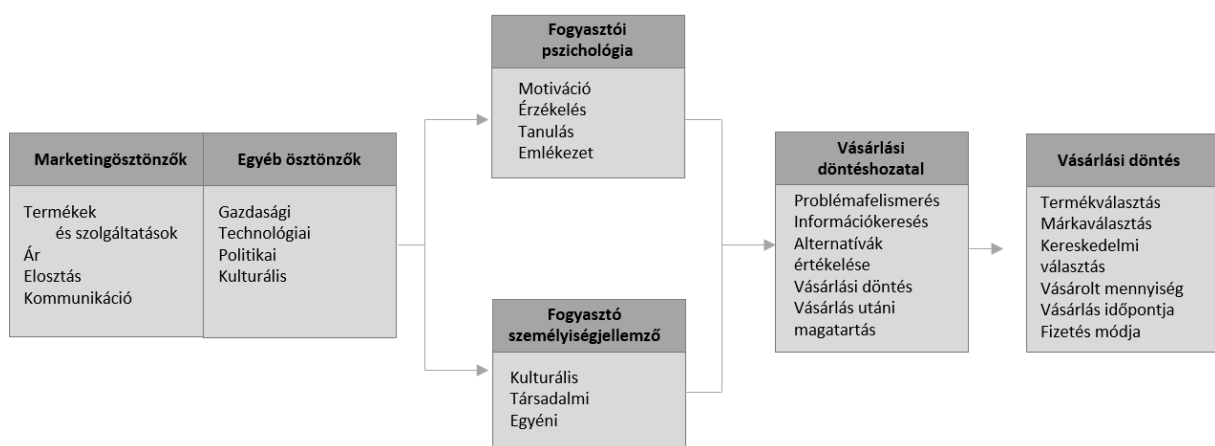 Marketingösztönzők
Termékek
és szolgáltatások
Ár
Elosztás
Kommunikáció
Egyéb ösztönzők
Gazdasági
Technológiai
Politikai
Kulturális
Fogyasztói
pszichológia
Motiváció
Érzékelés
Tanulás
Emlékezet
Fogyasztó
személyiségjellemző
Kulturális
Társadalmi
Egyéni
Vásárlási
döntéshozatal
Problémafelismerés
Információkeresés
Alternatívák
értékelése
Vásárlási döntés
Vásárlás utáni
magatartás
Vásárlási döntés
Termékválasztás
Márkaválasztás
Kereskedelmi
választás
Vásárolt mennyiség
Vásárlás időpontja
Fizetés módja